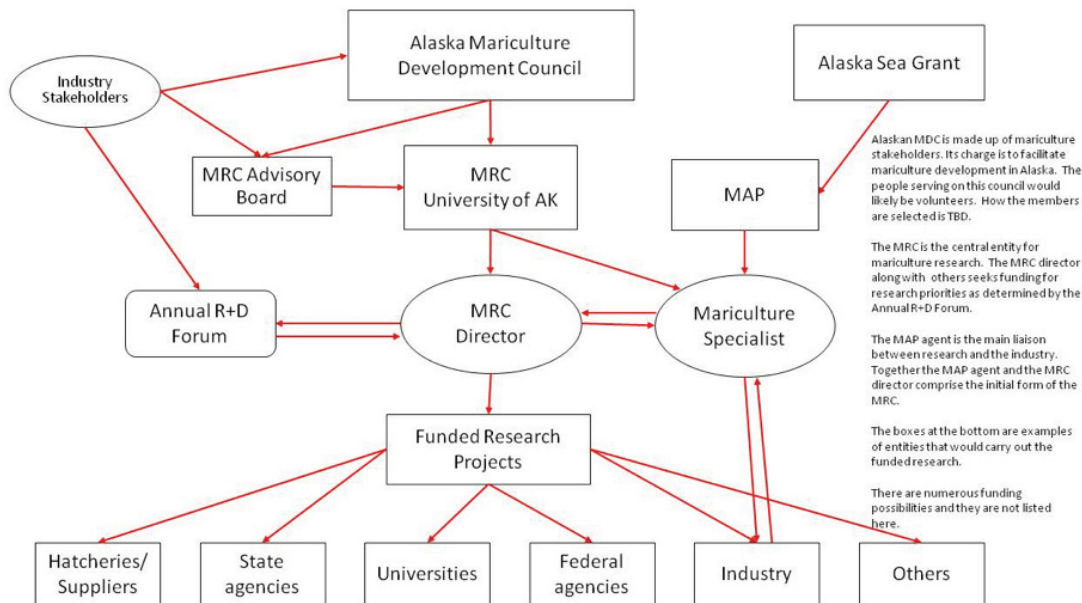 Industry
Stakeholders
Alaska Mariculture
Development Council
Alaska Sea Grant
MRC Advisory
Board
MRC
University of AK
MAP
Annual R+D
Forum
MRC
Director
Mariculture
Specialist
Funded Research
Projects
Hatcheries/
Suppliers
State
agencies
Universities
Federal
agencies
Industry
Others
Alaskan MDC is made up of mariculture
stakeholders. Its charge is to facilitate
mariculture development in Alaska. The
people serving on this council would
likely be volunteers. How the members
are selected is TBD.
The MRC is the central entity for
mariculture research. The MRC director
along with others seeks funding for
research priorities as determined by the
Annual R+D Forum.
The MAP agent is the main liaison
between research and the industry.
Together the MAP agent and the MRC
director comprise the initial form of the
MRC.
The boxes at the bottom are examples
of entities that would carry out the
funded research.
There are numerous funding
possibilities and they are not listed
here.